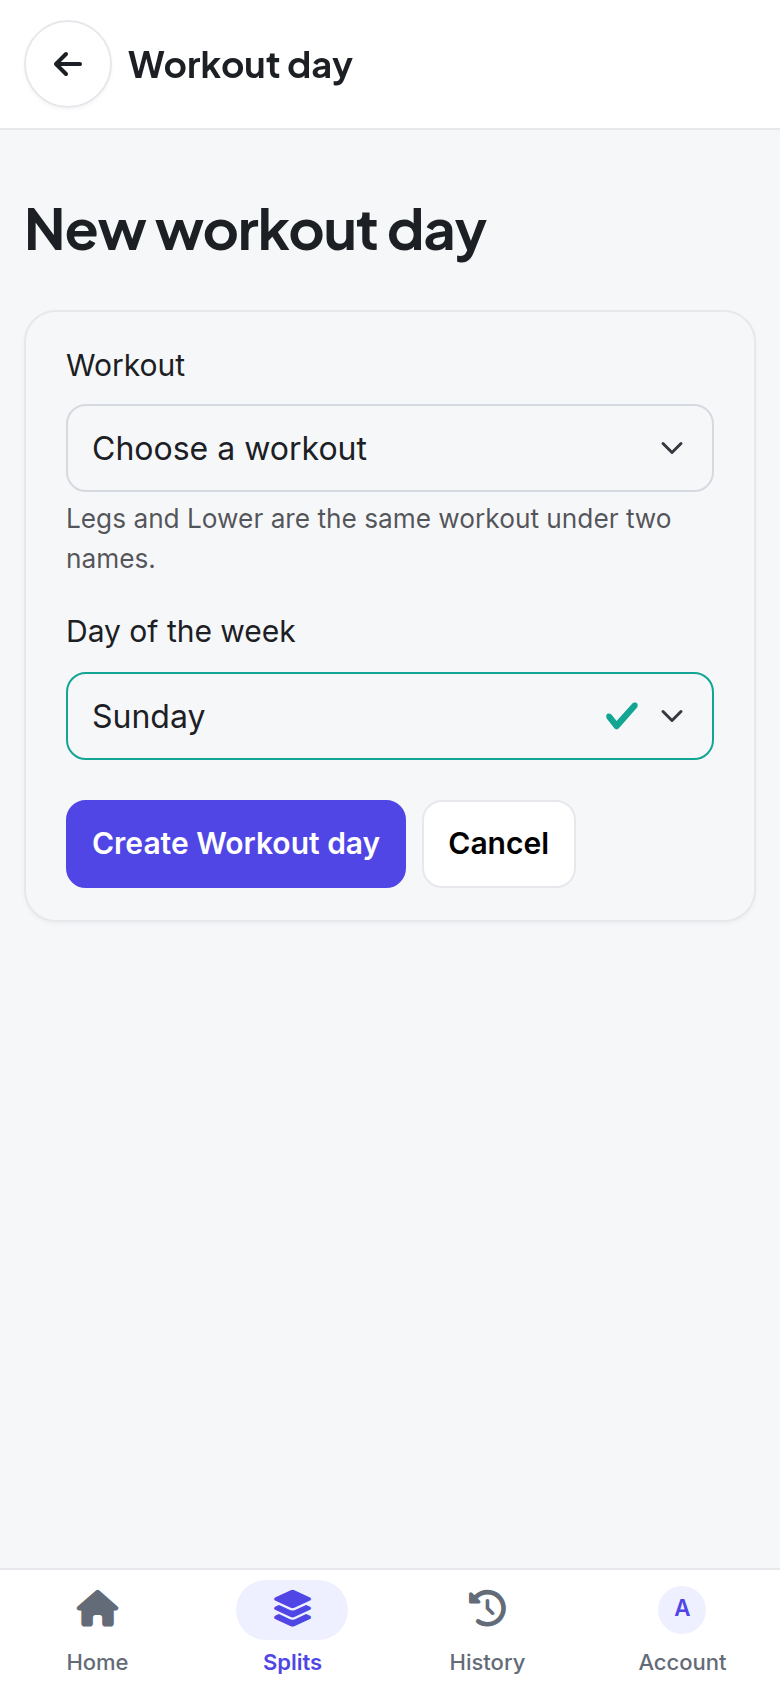 Workout day
New workout day
Workout
Choose a workout
Legs and Lower are the same workout under two
names.
Day of the week
Sunday
Create Workout day
Cancel
Home
Splits
History
A
Account